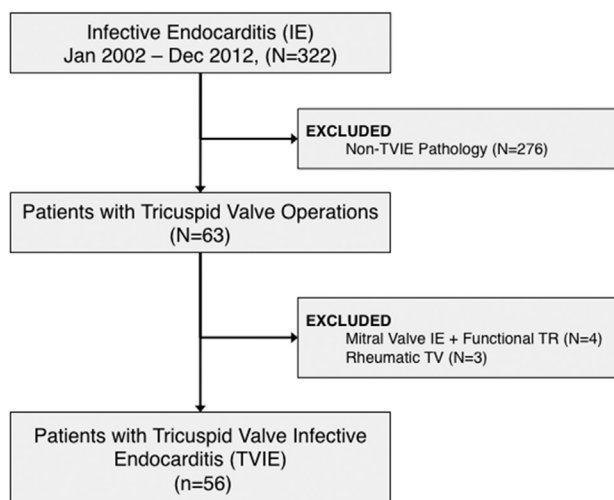 Infective Endocarditis (IE)
Jan 2002 – Dec 2012, (N=322)
EXCLUDED
Non-TVIE Pathology (N=276)
Patients with Tricuspid Valve Operations
(N=63)
EXCLUDED
Mitral Valve IE + Functional TR (N=4)
Rheumatic TV (N=3)
Patients with Tricuspid Valve Infective
Endocarditis (TVIE)
(n=56)